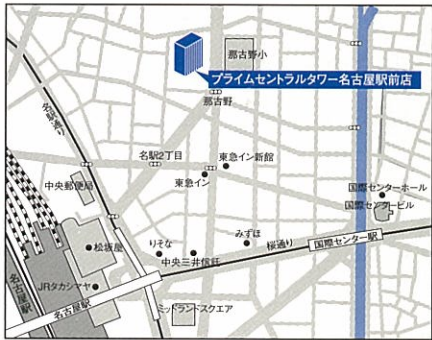 那古野小
プライムセントラルタワー名古屋駅前店
那古野
名駅通り
名駅2丁目
東急イン新館
東急イン
中央郵便局
国際センターホール
国際センタービル
みずほ
りそな
松坂屋
中央三井信託
桜通り
国際センター駅
JRタカシマヤ
名古屋駅
名古屋駅
ミッドランドスクエア